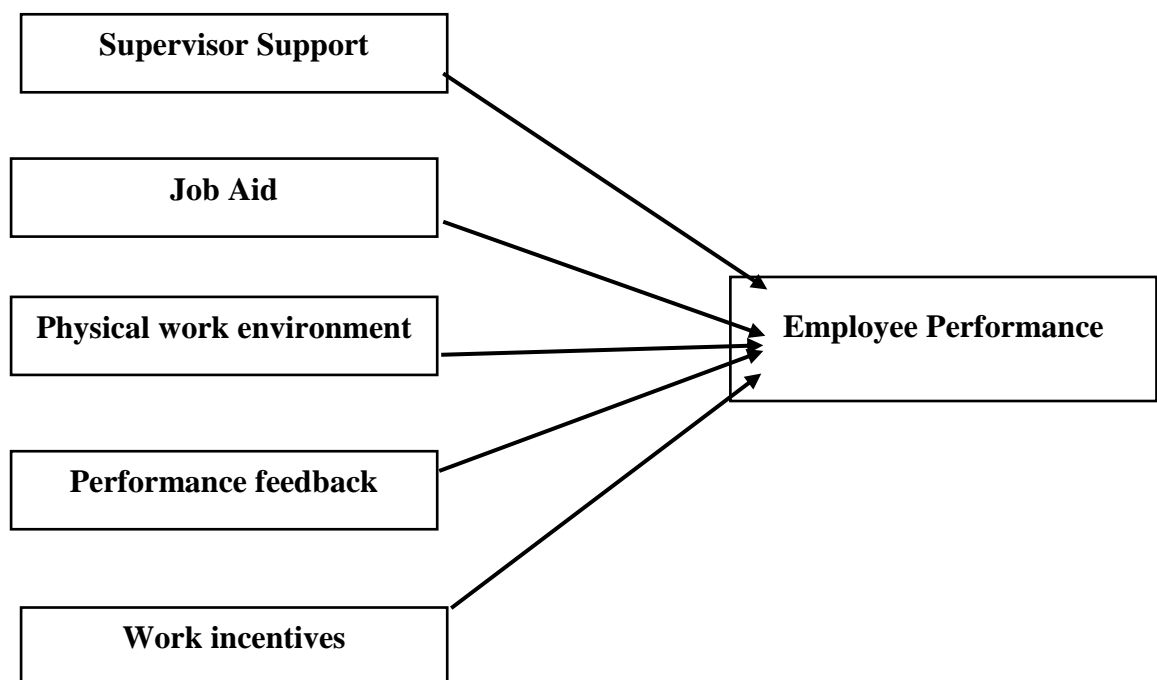 Supervisor Support
Job Aid
Physical work environment
Employee Performance
Performance feedback
Work incentives